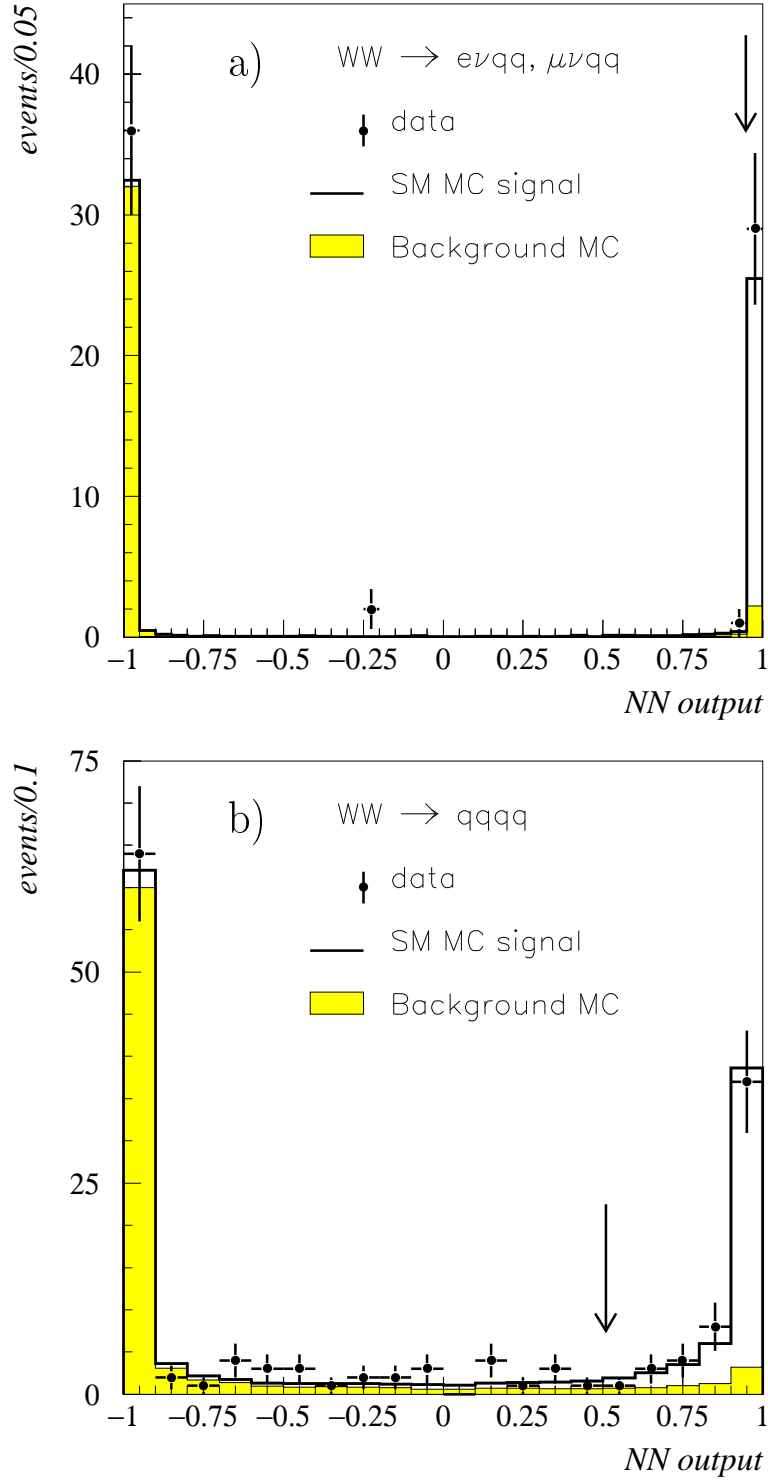 events/0.05
a) WW → eνqq, μνqq
data
SM MC signal
Background MC
40
30
20
10
0
−1 −0.75 −0.5 −0.25 0 0.25 0.5 0.75 1
NN output
events/0.1
b) WW → qqqq
data
SM MC signal
Background MC
75
50
25
0
−1 −0.75 −0.5 −0.25 0 0.25 0.5 0.75 1
NN output